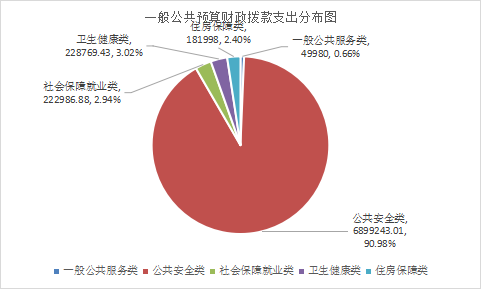 一般公共预算财政拨款支出分布图
住房保障类,
181998, 2.40%
卫生健康类,
228769.43, 3.02%
一般公共服务类,
49980, 0.66%
社会保障就业类,
222986.88, 2.94%
公共安全类,
6899243.01,
90.98%
一般公共服务类 公共安全类 社会保障就业类 卫生健康类 住房保障类